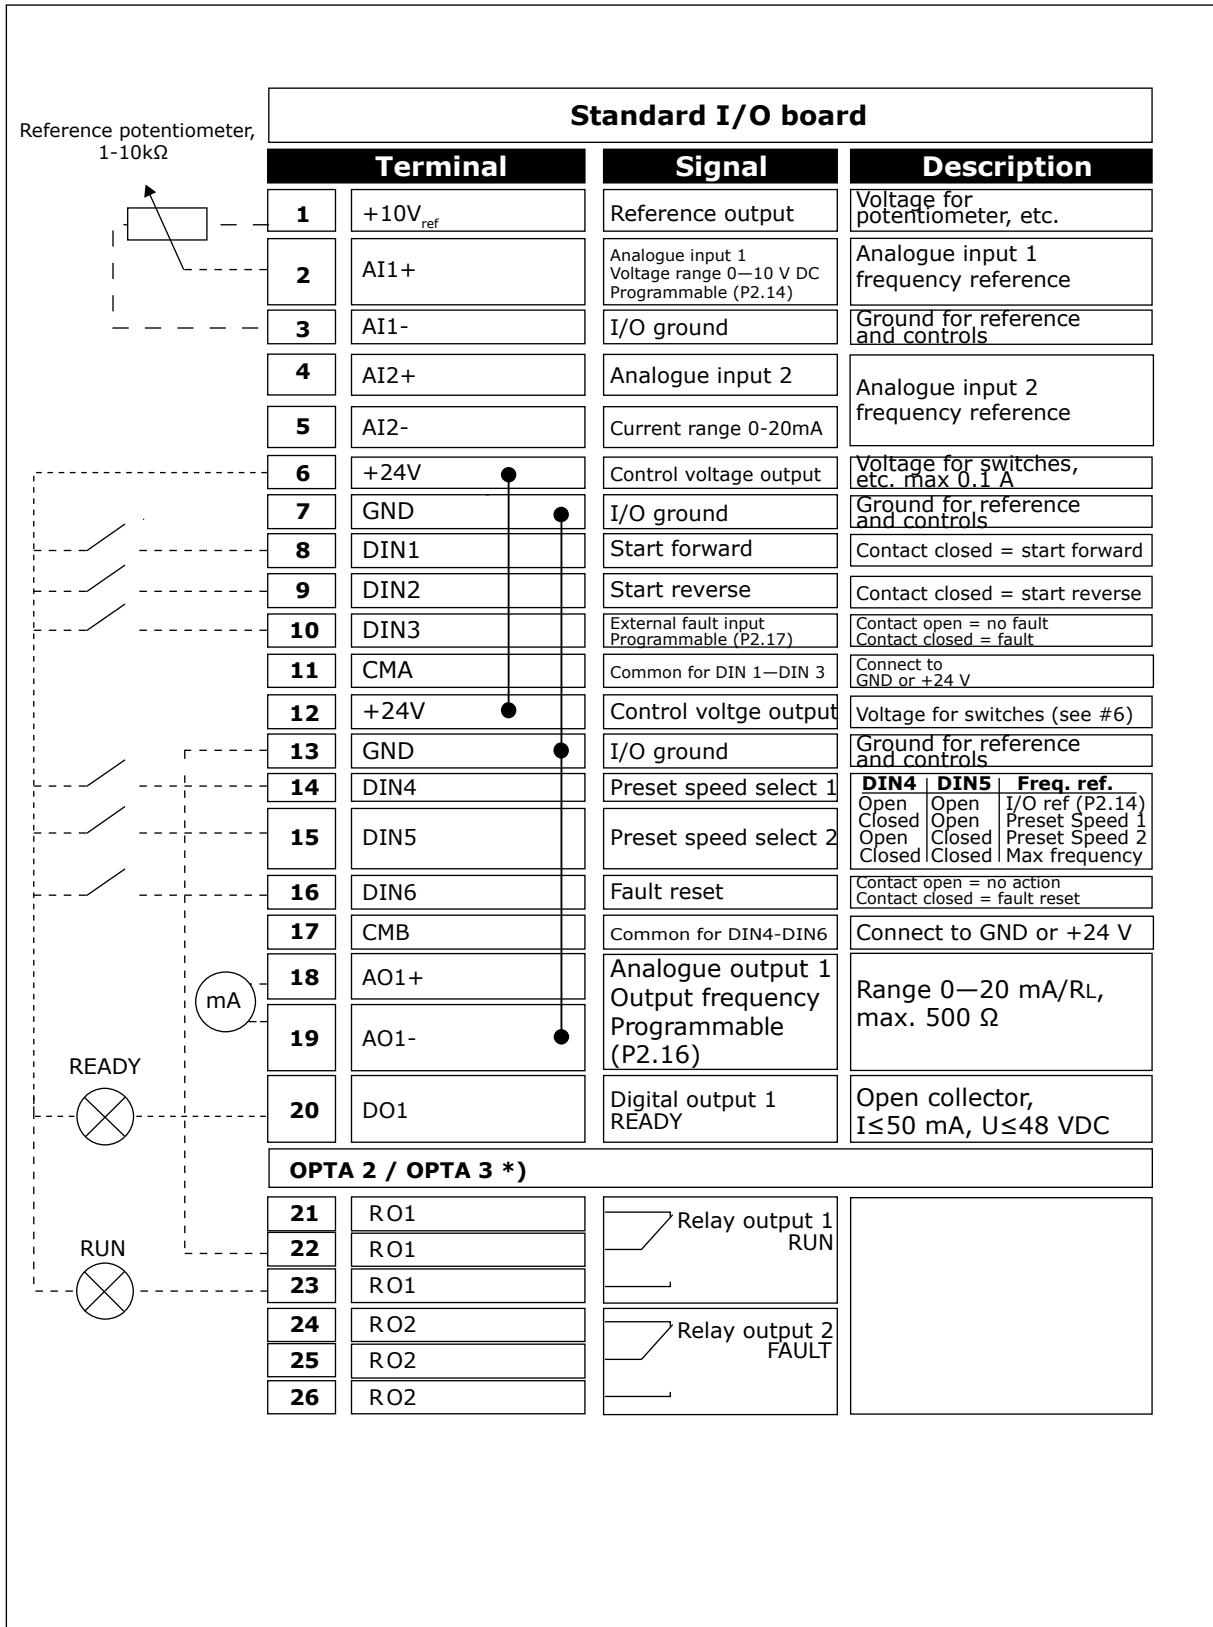 Standard I/O board
Reference potentiometer,
1-10kΩ
Terminal Signal Description
1 +10Vref Reference output Voltage for
potentiometer, etc.
2 AI1+ Analogue input 1
Voltage range 0—10 V DC
Programmable (P2.14)
Analogue input 1
frequency reference
3 AI1- I/O ground Ground for reference
and controls
4 AI2+ Analogue input 2
Analogue input 2
frequency reference
5 AI2- Current range 0-20mA
6 +24V Control voltage output Voltage for switches,
etc. max 0.1 A
7 GND I/O ground Ground for reference
and controls
8 DIN1 Start forward Contact closed = start forward
9 DIN2 Start reverse Contact closed = start reverse
10 DIN3 External fault input
Programmable (P2.17)
Contact open = no fault
Contact closed = fault
11 CMA Common for DIN 1—DIN 3 Connect to
GND or +24 V
12 +24V Control voltge output Voltage for switches (see #6)
13 GND I/O ground Ground for reference
and controls
14 DIN4 Preset speed select 1
15 DIN5 Preset speed select 2
DIN4 DIN5 Freq. ref.
Open Open I/O ref (P2.14)
Closed Open Preset Speed 1
Open Closed Preset Speed 2
Closed Closed Max frequency
16 DIN6 Fault reset Contact open = no action
Contact closed = fault reset
17 CMB Common for DIN4-DIN6 Connect to GND or +24 V
mA
18 AO1+
19 AO1-
Analogue output 1
Output frequency
Programmable
(P2.16)
Range 0—20 mA/RL,
max. 500 Ω
READY
20 DO1 Digital output 1
READY
Open collector,
I≤50 mA, U≤48 VDC
OPTA 2 / OPTA 3 *)
21 RO1
22 RO1
23 RO1
Relay output 1
RUN
RUN
24 RO2
25 RO2
26 RO2
Relay output 2
FAULT